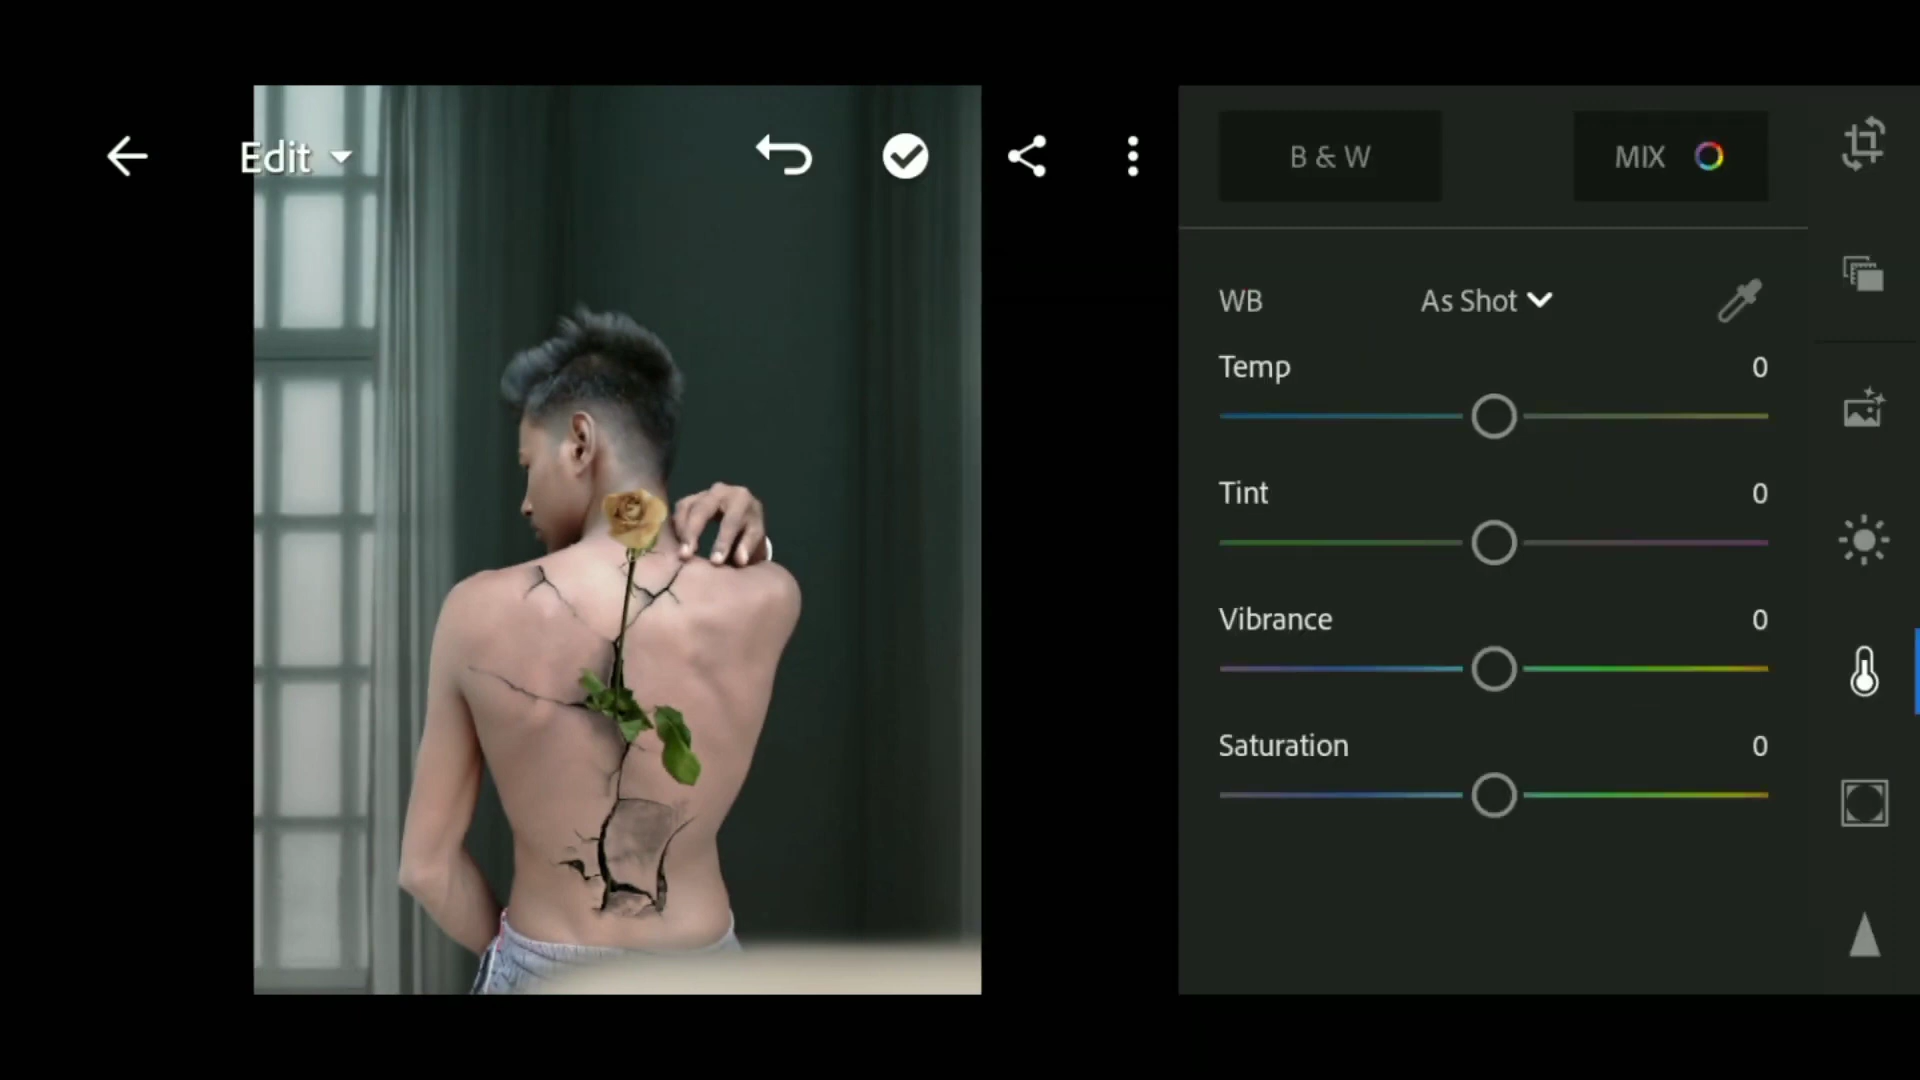 Edit
B & W
MIX
WB As Shot
Temp 0
Tint 0
Vibrance 0
Saturation 0